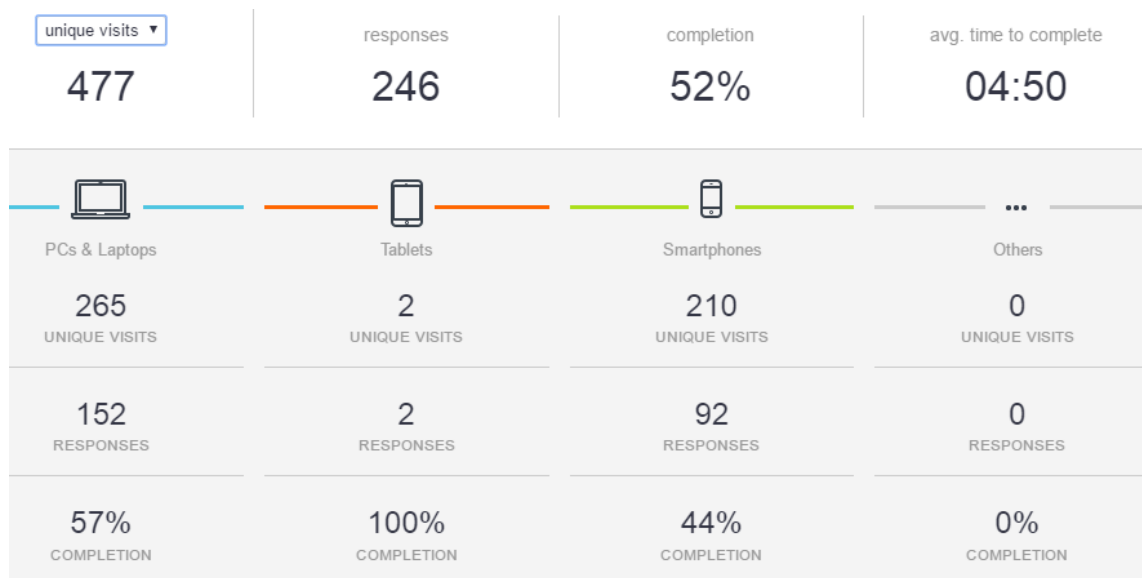 unique visits ▼ responses completion avg. time to complete
477 246 52% 04:50
PCs & Laptops Tablets Smartphones Others
265 2 210 0
UNIQUE VISITS UNIQUE VISITS UNIQUE VISITS UNIQUE VISITS
152 2 92 0
RESPONSES RESPONSES RESPONSES RESPONSES
57% 100% 44% 0%
COMPLETION COMPLETION COMPLETION COMPLETION